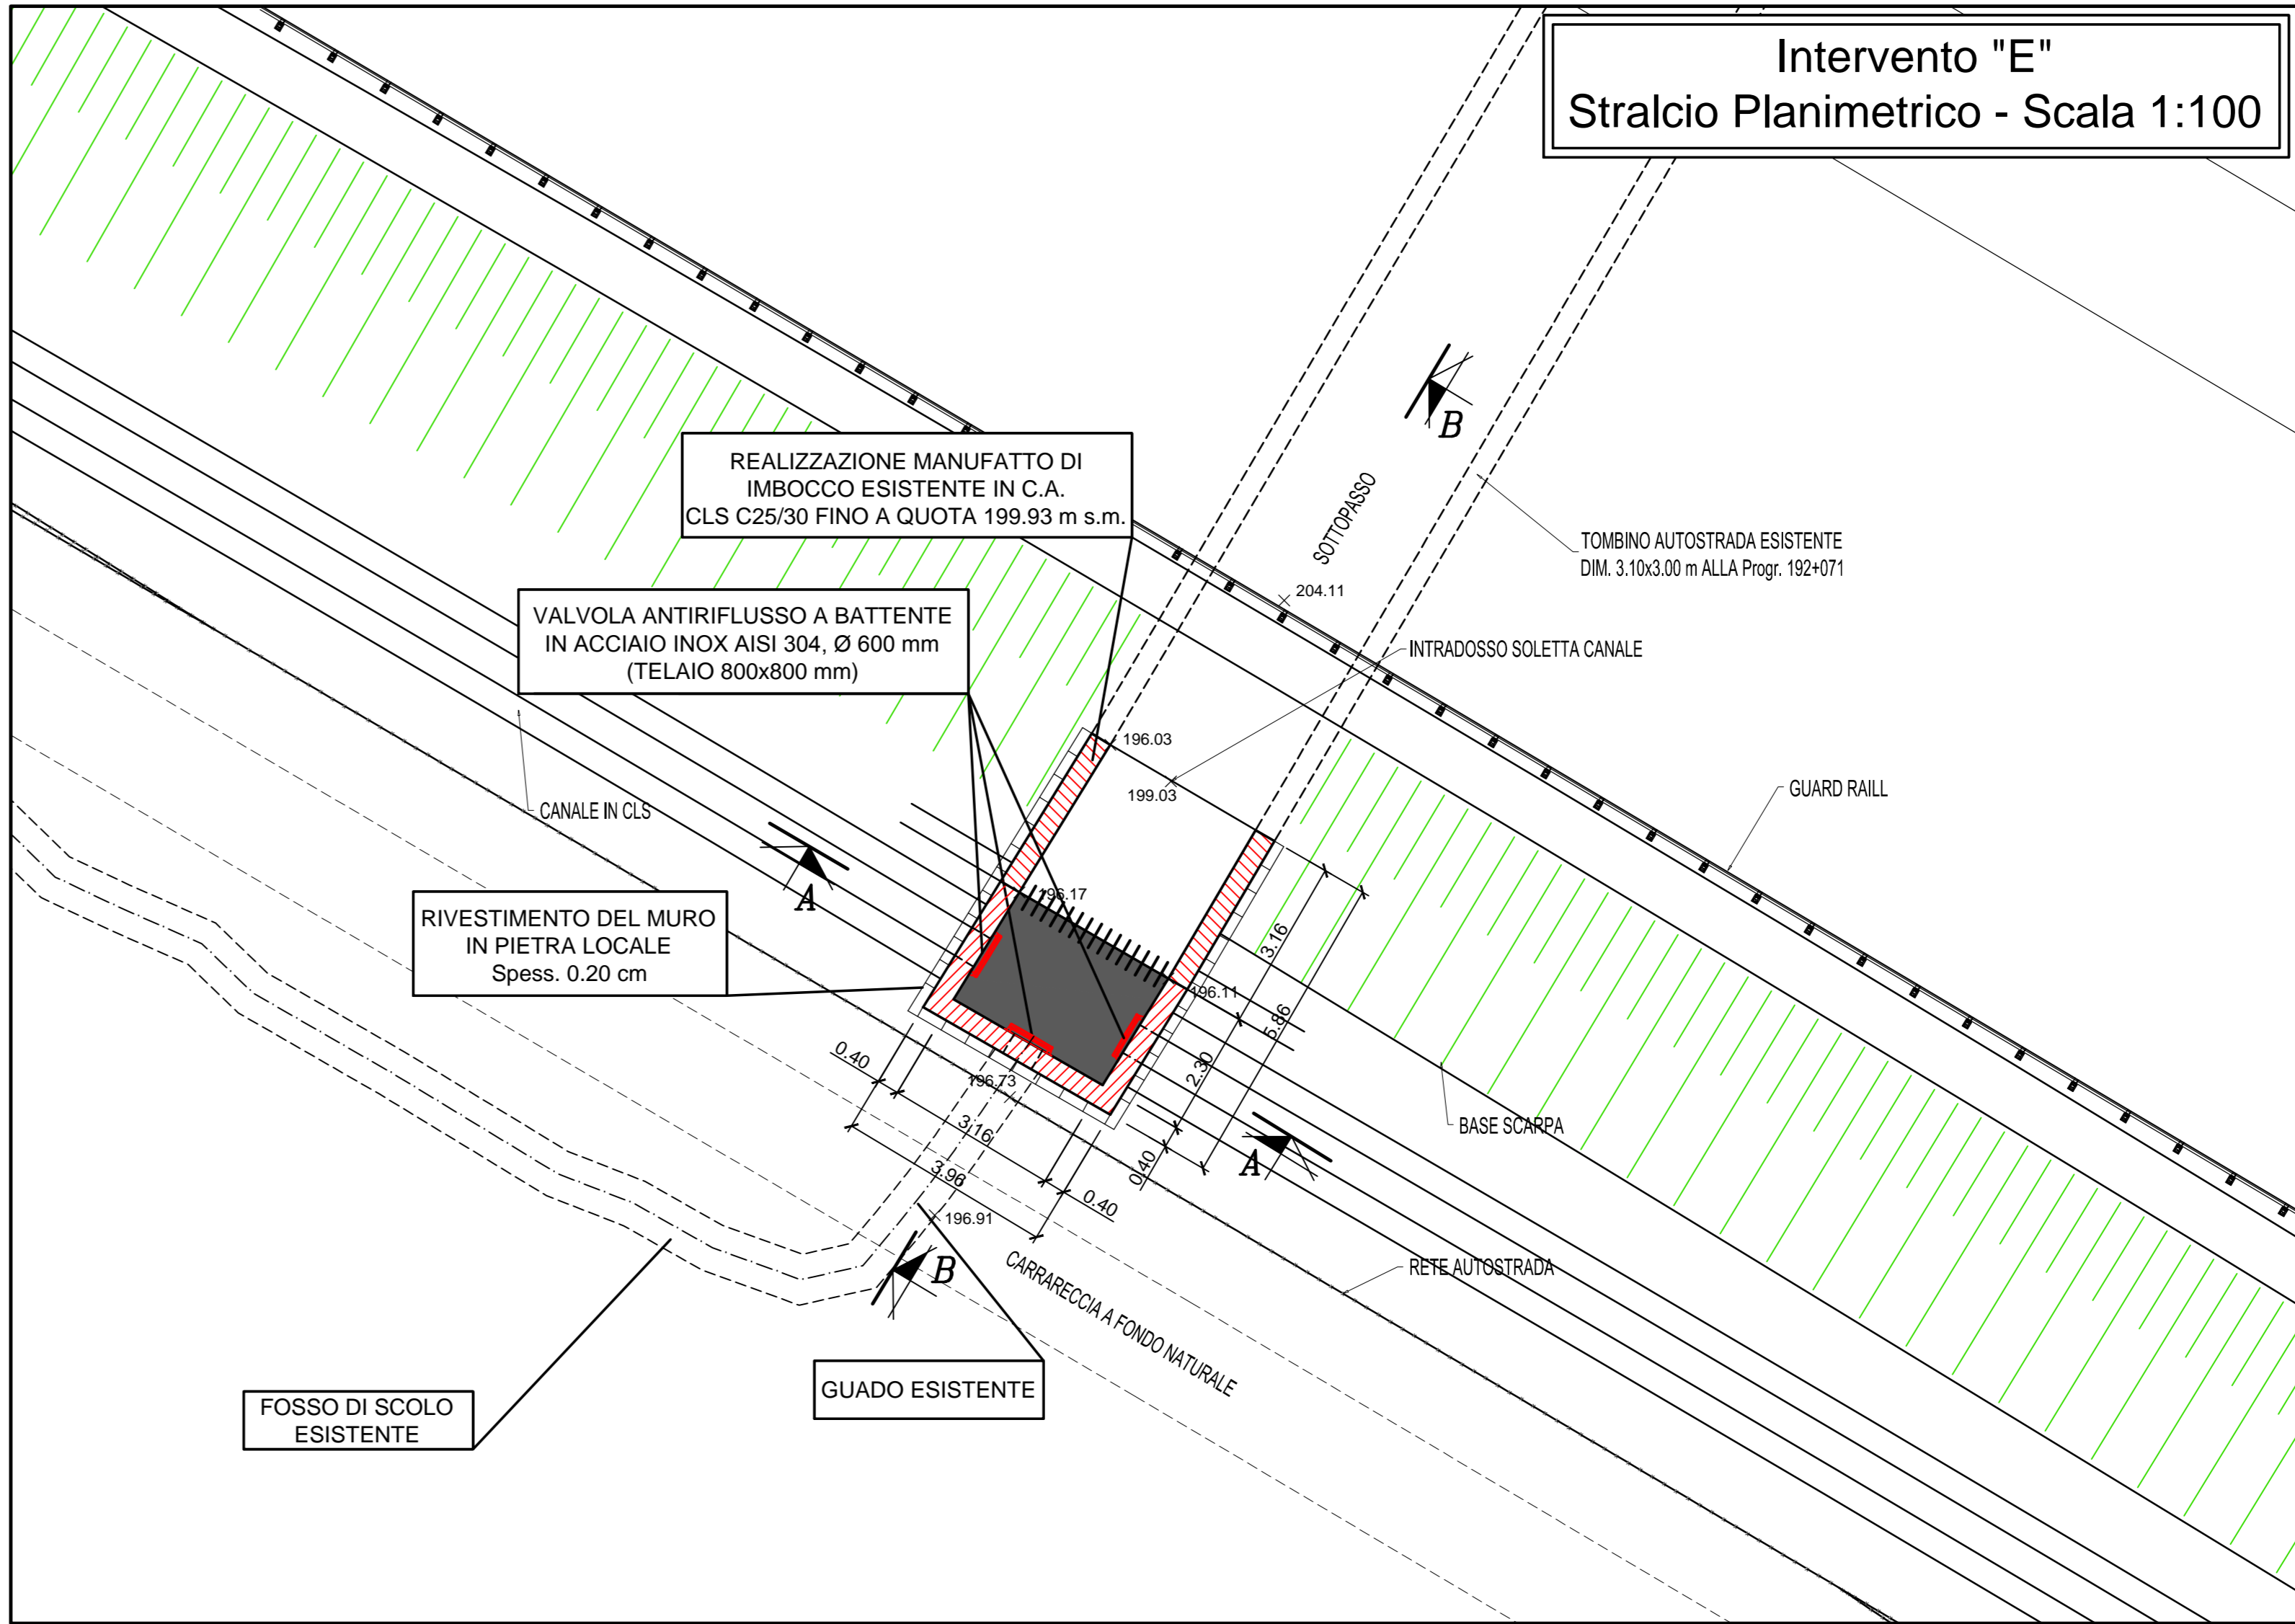 Intervento "E"
Stralcio Planimetrico - Scala 1:100
B
REALIZZAZIONE MANUFATTO DI
IMBOCCO ESISTENTE IN C.A.
CLS C25/30 FINO A QUOTA 199.93 m s.m.
SOTTOPASSO
TOMBINO AUTOSTRADA ESISTENTE
DIM. 3.10x3.00 m ALLA Progr. 192+071
204.11
VALVOLA ANTIRIFLUSSO A BATTENTE
IN ACCIAIO INOX AISI 304, Ø 600 mm
(TELAIO 800x800 mm)
INTRADOSSO SOLETTA CANALE
196.03
199.03
GUARD RAILL
CANALE IN CLS
A
196.17
RIVESTIMENTO DEL MURO
IN PIETRA LOCALE
Spess. 0.20 cm
3.16
196.11
5.86
2.30
0.40
196.73
3.16
3.96
0.40
0.40
A
BASE SCARPA
196.91
B
CARRARECCIA A FONDO NATURALE
RETE AUTOSTRADA
GUADO ESISTENTE
FOSSO DI SCOLO
ESISTENTE